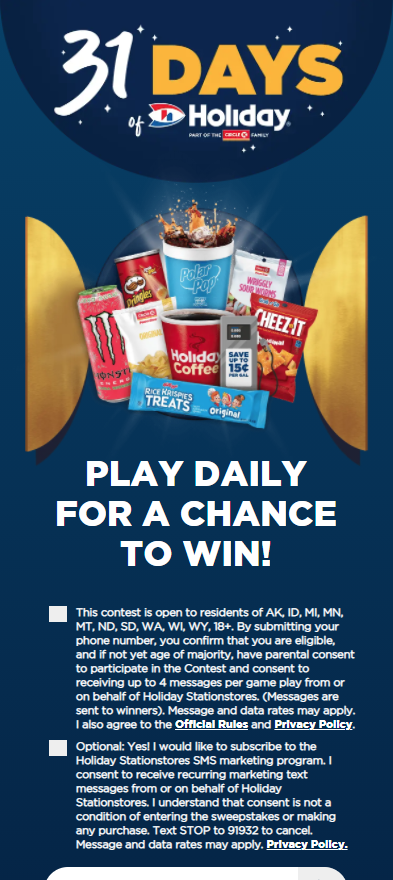 31 DAYS
of Holiday
PART OF THE CIRCLE K FAMILY
Polar
Pop
Pringles
WRIGGLY
SOUR WORMS
CHEEZ-IT
ORIGINAL
Holiday
Coffee
SAVE
UP TO
15¢
PER GAL
RICE KRISPIES
TREATS
Original
PLAY DAILY
FOR A CHANCE
TO WIN!
This contest is open to residents of AK, ID, MI, MN,
MT, ND, SD, WA, WI, WY, 18+. By submitting your
phone number, you confirm that you are eligible,
and if not yet age of majority, have parental consent
to participate in the Contest and consent to
receiving up to 4 messages per game play from or
on behalf of Holiday Stationstores. (Messages are
sent to winners). Message and data rates may apply.
I also agree to the Official Rules and Privacy Policy.
Optional: Yes! I would like to subscribe to the
Holiday Stationstores SMS marketing program. I
consent to receive recurring marketing text
messages from or on behalf of Holiday
Stationstores. I understand that consent is not a
condition of entering the sweepstakes or making
any purchase. Text STOP to 91932 to cancel.
Message and data rates may apply. Privacy Policy.